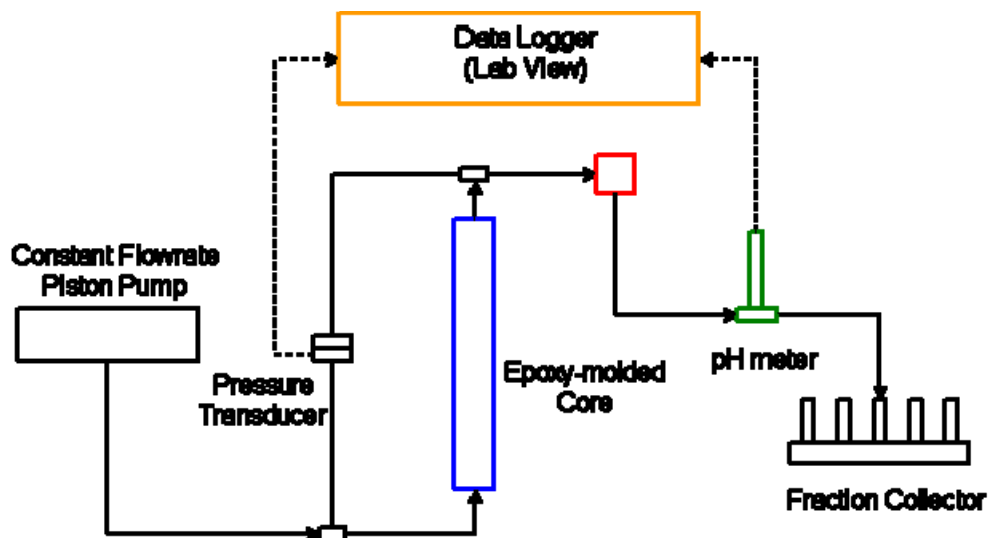 Data Logger
(Lab View)
Constant Flowrate
Piston Pump
Pressure
Transducer
Epoxy-molded
Core
pH meter
Fraction Collector